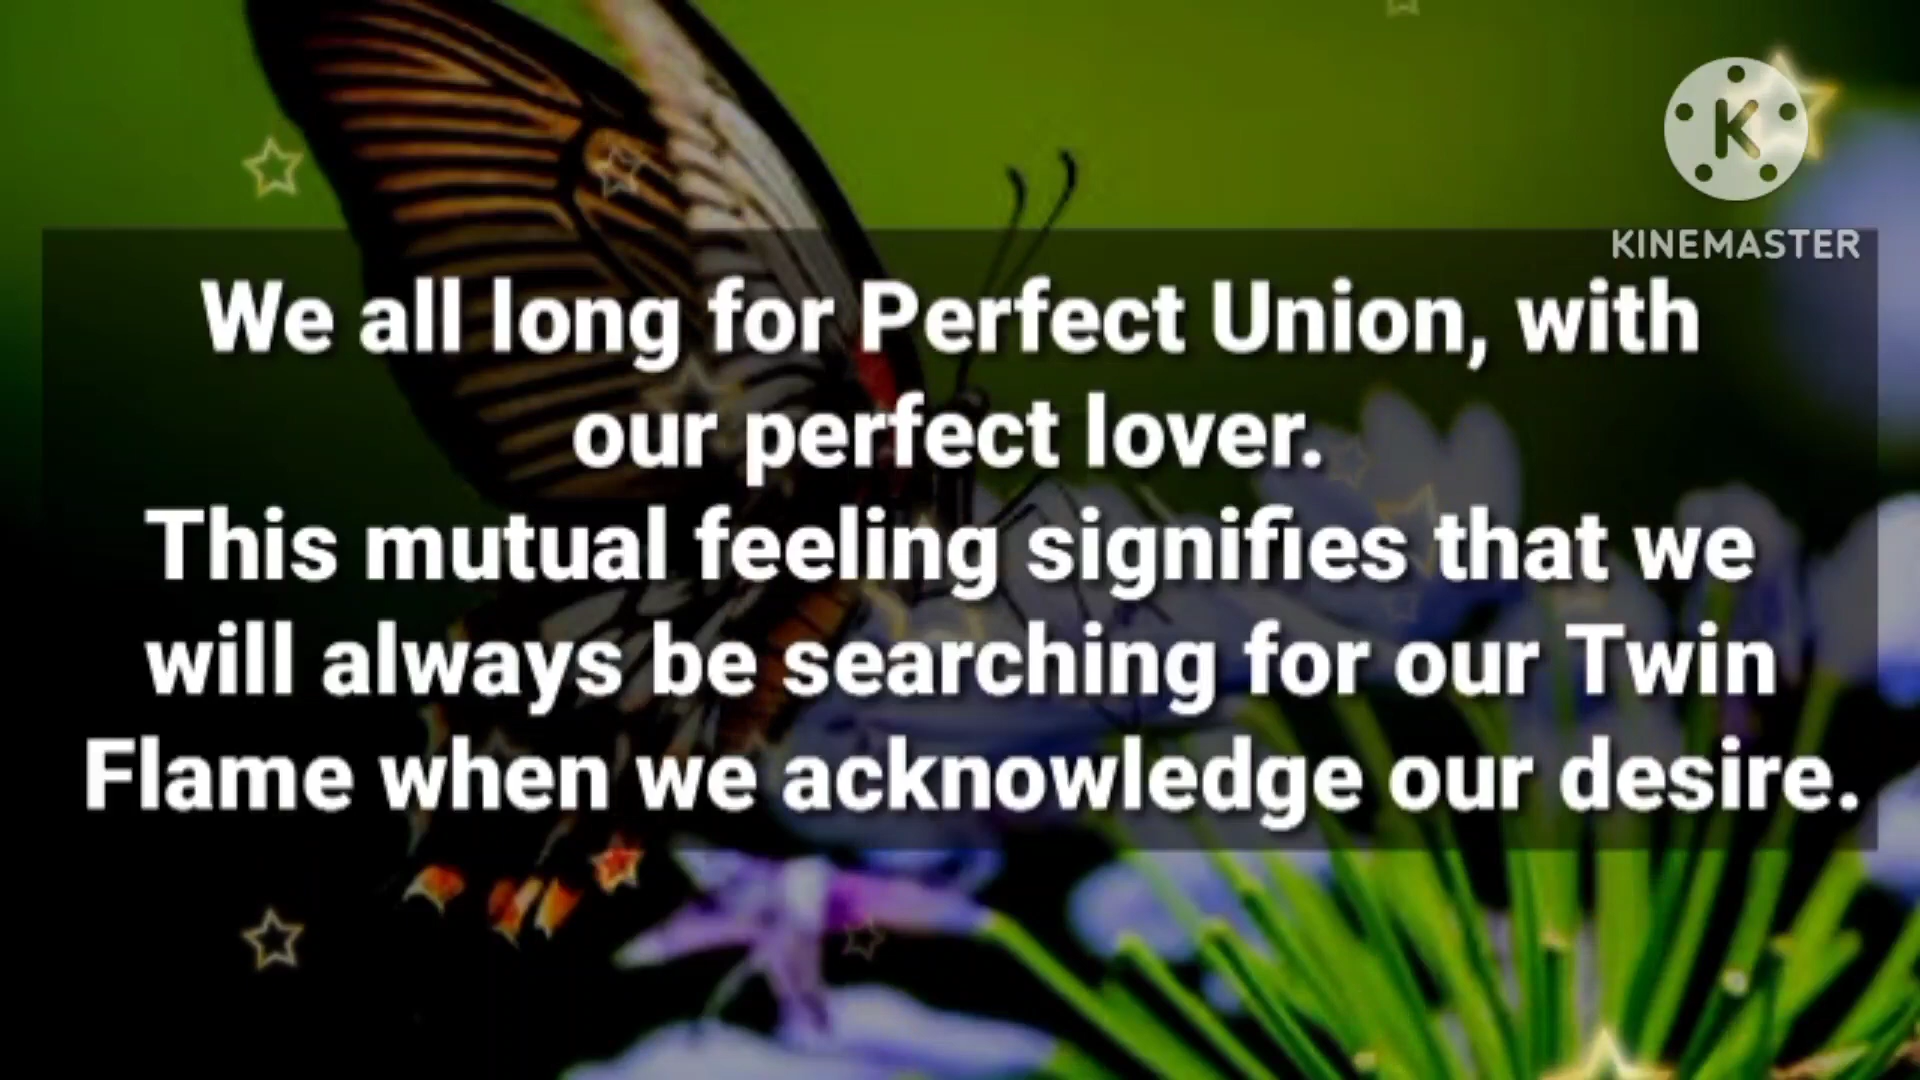 K
KINEMASTER
We all long for Perfect Union, with
our perfect lover.
This mutual feeling signifies that we
will always be searching for our Twin
Flame when we acknowledge our desire.